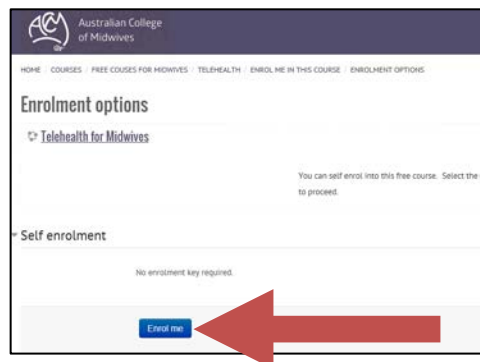 ACM
Australian College
of Midwives
HOME / COURSES / FREE COUSES FOR MIDWIVES / TELEHEALTH / ENROL ME IN THIS COURSE / ENROLMENT OPTIONS
Enrolment options
Telehealth for Midwives
You can self enrol into this free course. Select the
to proceed.
Self enrolment
No enrolment key required.
Enrol me